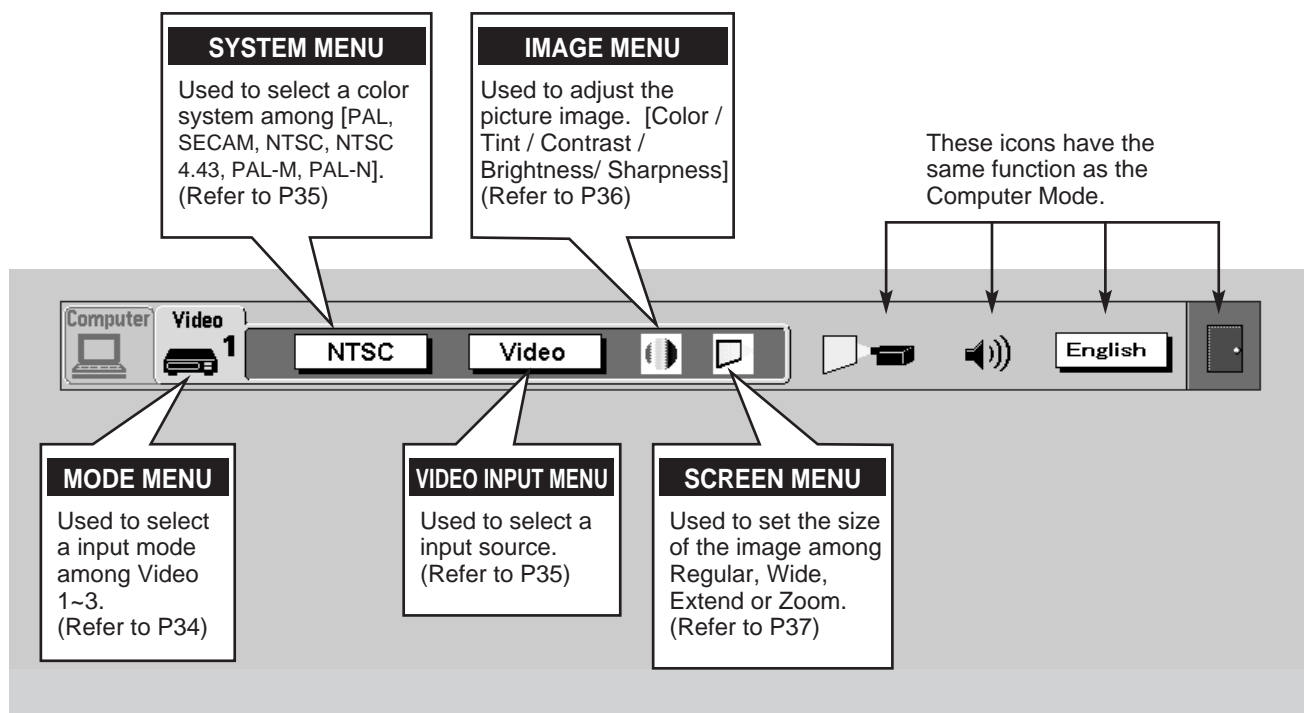 SYSTEM MENU
Used to select a color
system among [PAL,
SECAM, NTSC, NTSC
4.43, PAL-M, PAL-N].
(Refer to P35)
IMAGE MENU
Used to adjust the
picture image.  [Color /
Tint / Contrast /
Brightness/ Sharpness]
(Refer to P36)
These icons have the
same function as the
Computer Mode.
Computer
Video
1
NTSC
Video
English
MODE MENU
Used to select
a input mode
among Video
1~3.
(Refer to P34)
VIDEO INPUT MENU
Used to select a
input source.
(Refer to P35)
SCREEN MENU
Used to set the size
of the image among
Regular, Wide,
Extend or Zoom.
(Refer to P37)